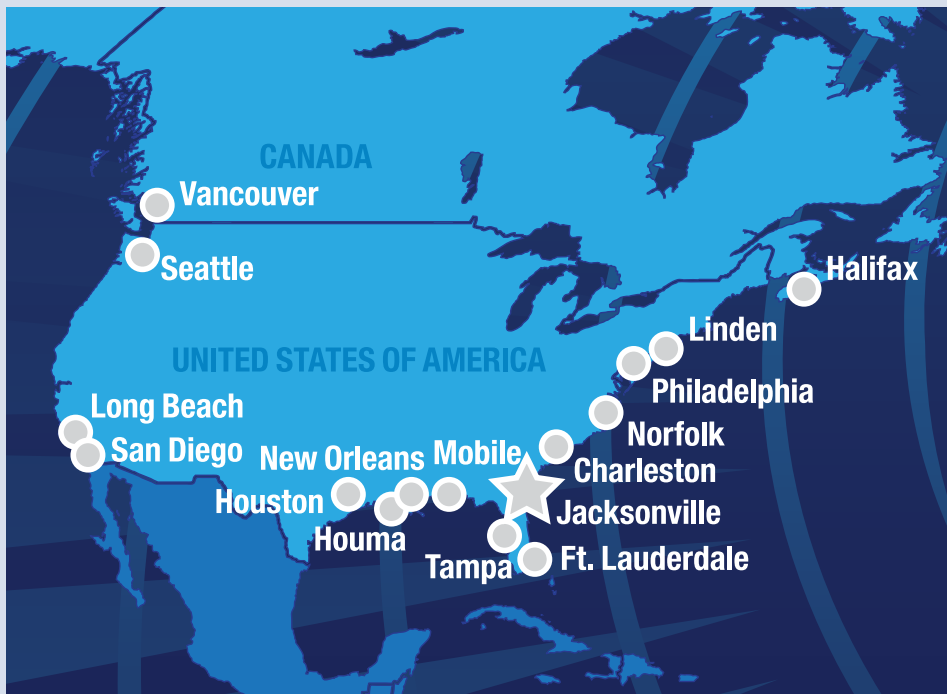 CANADA
Vancouver
Seattle
Halifax
Linden
UNITED STATES OF AMERICA
Philadelphia
Long Beach
Norfolk
San Diego
New Orleans
Mobile
Charleston
Houston
Jacksonville
Houma
Tampa
Ft. Lauderdale